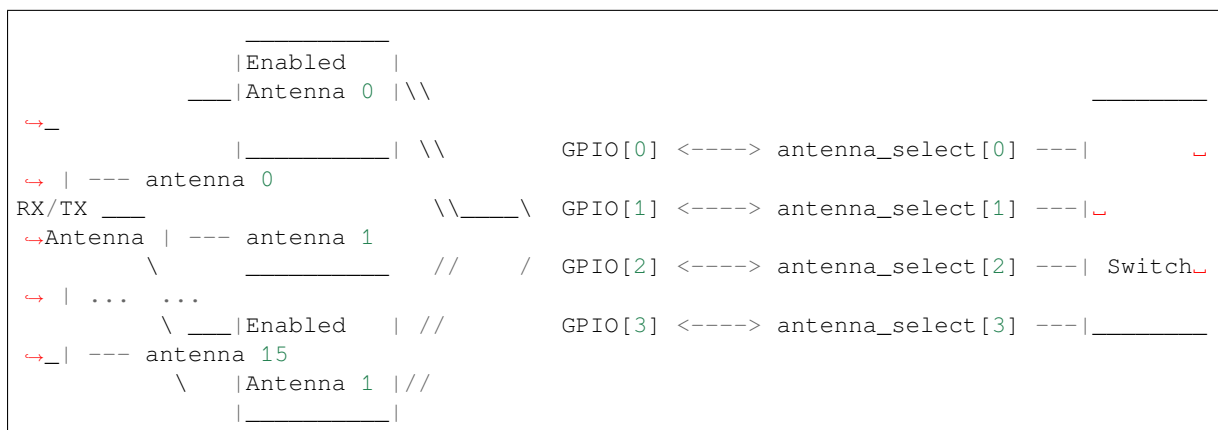 __________
              |Enabled   |
           ___|Antenna 0 |\\                                              ________
↪_
              |__________| \\       GPIO[0] <----> antenna_select[0] ---|       ␣
↪ | --- antenna 0
RX/TX ___                   \\____\  GPIO[1] <----> antenna_select[1] ---|␣
↪Antenna | --- antenna 1
        \      __________   //    /  GPIO[2] <----> antenna_select[2] ---| Switch␣
↪ | ...  ...
         \ ___|Enabled   | //        GPIO[3] <----> antenna_select[3] ---|________
↪_| --- antenna 15
          \   |Antenna 1 |//
              |__________|